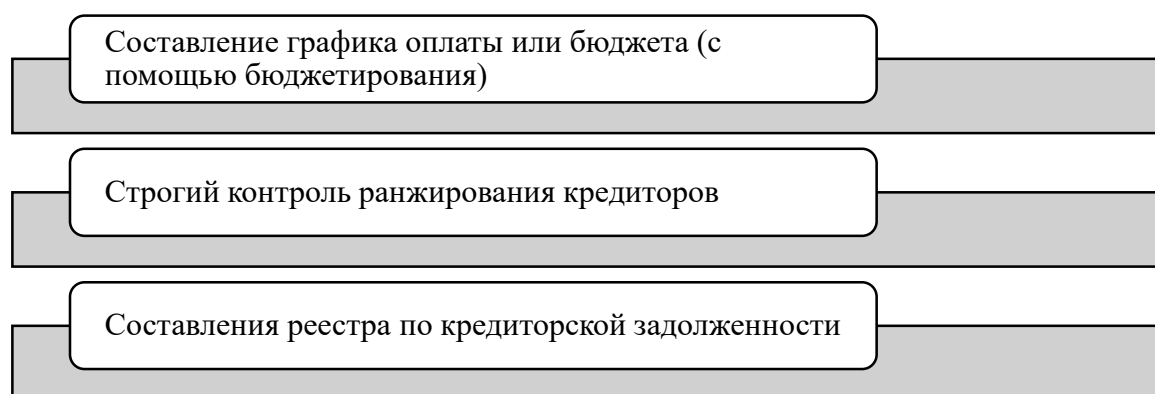 Составление графика оплаты или бюджета (с
помощью бюджетирования)
Строгий контроль ранжирования кредиторов
Составления реестра по кредиторской задолженности